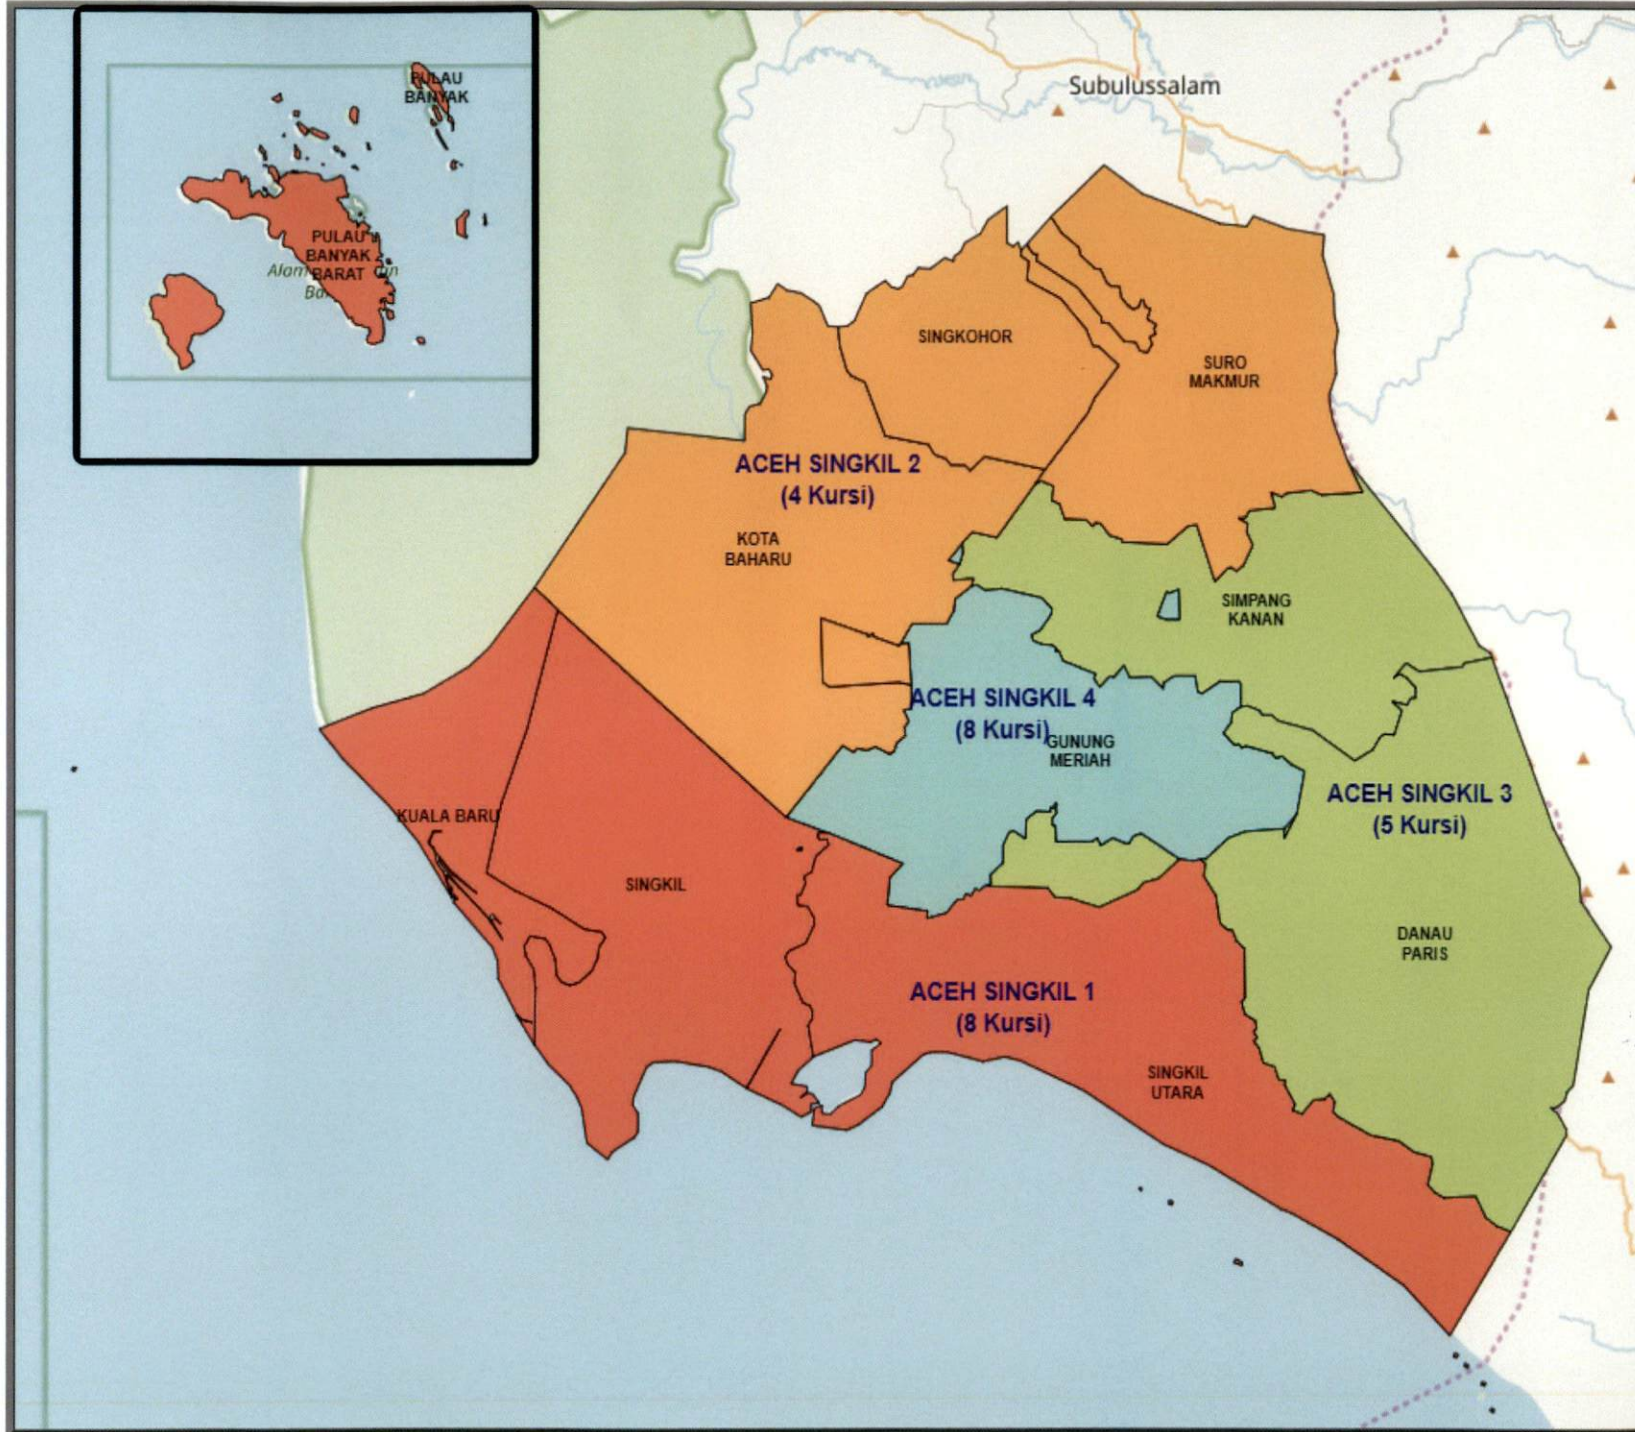 PULAU
BANYAK
PULAU
BANYAK
BARAT
Subulussalam
SINGKOHOR
SURO
MAKMUR
ACEH SINGKIL 2
(4 Kursi)
KOTA
BAHARU
SIMPANG
KANAN
ACEH SINGKIL 4
(8 Kursi)
GUNUNG
MERIAH
ACEH SINGKIL 3
(5 Kursi)
KUALA BARU
SINGKIL
DANAU
PARIS
ACEH SINGKIL 1
(8 Kursi)
SINGKIL
UTARA